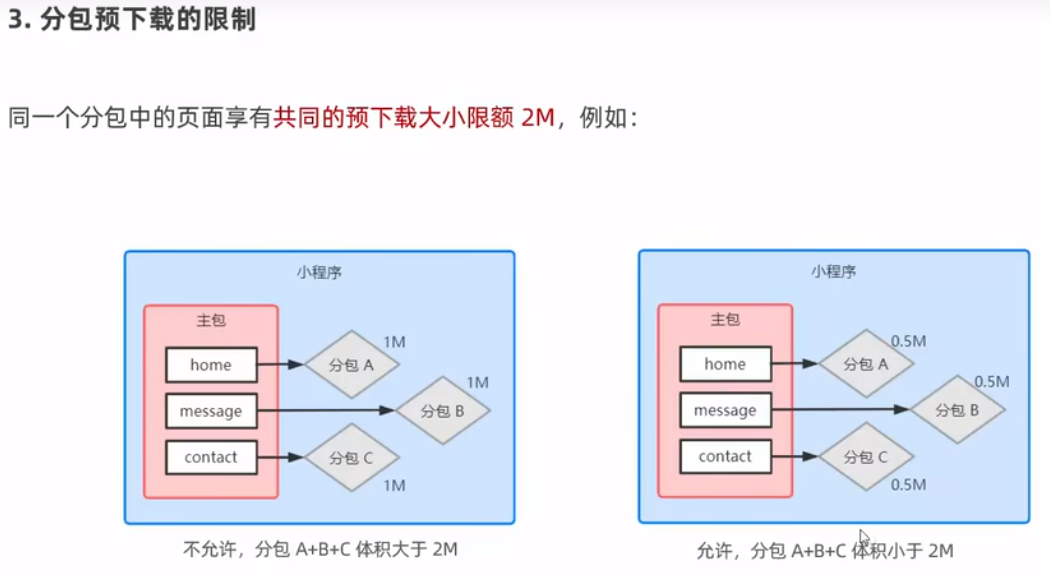 3. 分包预下载的限制
同一个分包中的页面享有共同的预下载大小限额 2M，例如：
小程序
主包
home
分包 A
1M
message
分包 B
1M
contact
分包 C
1M
不允许，分包 A+B+C 体积大于 2M
小程序
主包
home
分包 A
0.5M
message
分包 B
0.5M
contact
分包 C
0.5M
允许，分包 A+B+C 体积小于 2M